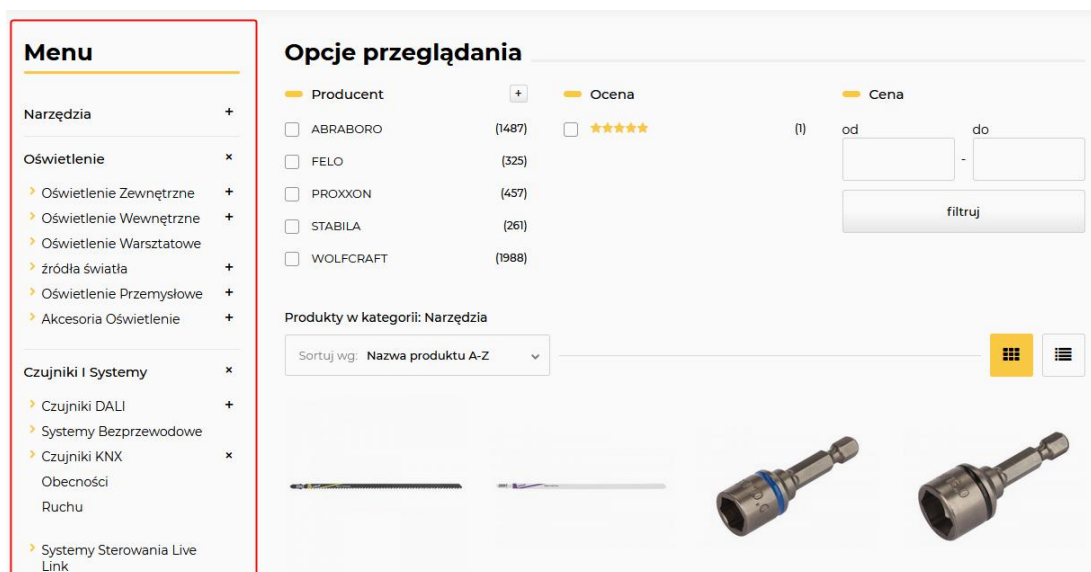 Menu
Narzędzia +
Oświetlenie ×
Oświetlenie Zewnętrzne +
Oświetlenie Wewnętrzne +
Oświetlenie Warsztatowe
źródła światła +
Oświetlenie Przemysłowe +
Akcesoria Oświetlenie +
Czujniki I Systemy ×
Czujniki DALI +
Systemy Bezprzewodowe
Czujniki KNX ×
Obecności
Ruchu
Systemy Sterowania Live
Link
Opcje przeglądania
Producent +
ABRABORO (1487)
FELO (325)
PROXXON (457)
STABILA (261)
WOLFCRAFT (1988)
Ocena
(1)
Cena
od do
-
filtruj
Produkty w kategorii: Narzędzia
Sortuj wg: Nazwa produktu A-Z